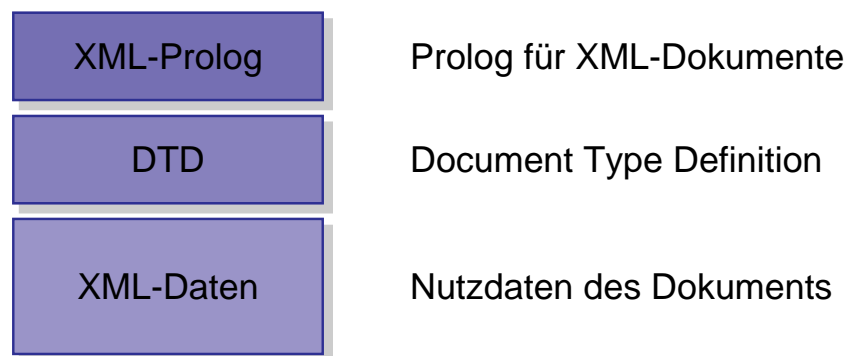 XML-Prolog Prolog für XML-Dokumente
DTD Document Type Definition
XML-Daten Nutzdaten des Dokuments